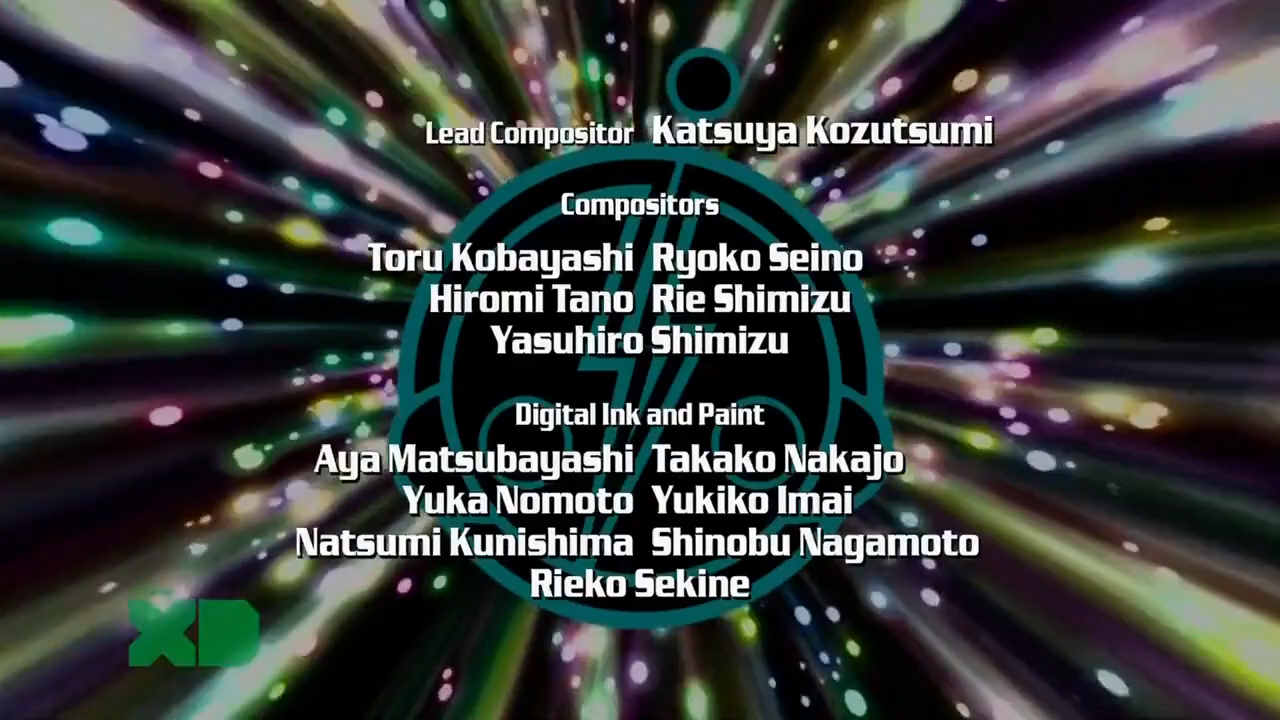 Lead Compositor Katsuya Kozutsumi
Compositors
Toru Kobayashi Ryoko Seino
Hiromi Tano Rie Shimizu
Yasuhiro Shimizu
Digital Ink and Paint
Aya Matsubayashi Takako Nakajo
Yuka Nomoto Yukiko Imai
Natsumi Kunishima Shinobu Nagamoto
Rieko Sekine
XD